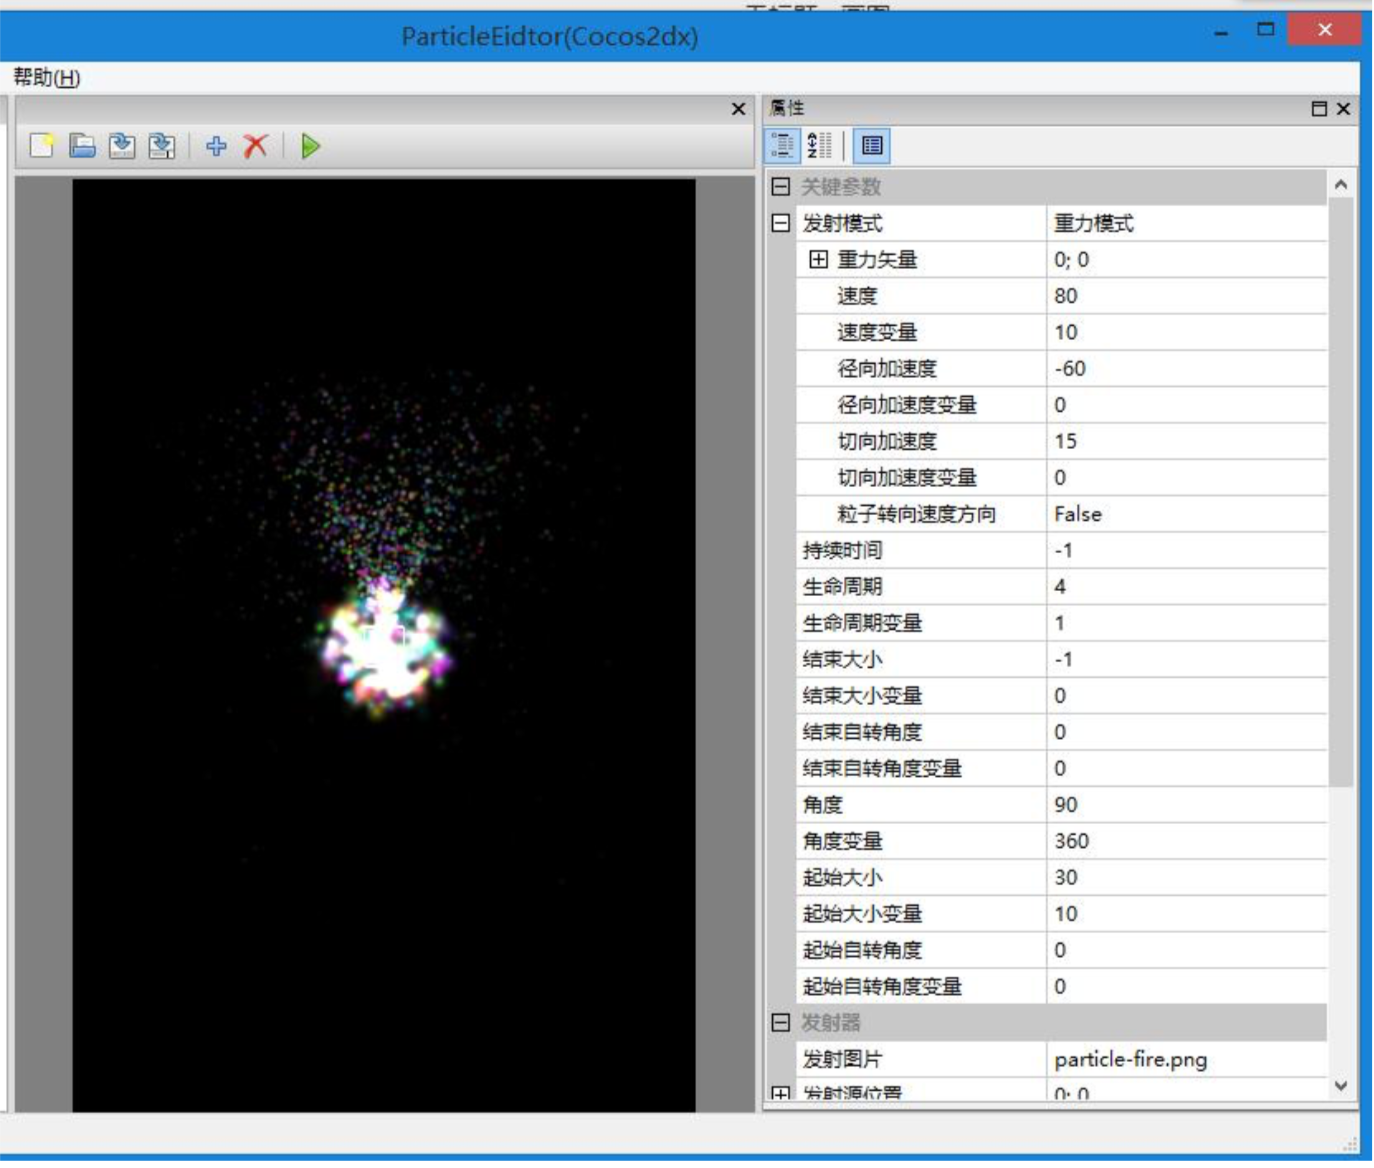 ParticleEidtor(Cocos2dx)
帮助(H)
属性
关键参数
发射模式 重力模式
重力矢量 0; 0
速度 80
速度变量 10
径向加速度 -60
径向加速度变量 0
切向加速度 15
切向加速度变量 0
粒子转向速度方向 False
持续时间 -1
生命周期 4
生命周期变量 1
结束大小 -1
结束大小变量 0
结束自转角度 0
结束自转角度变量 0
角度 90
角度变量 360
起始大小 30
起始大小变量 10
起始自转角度 0
起始自转角度变量 0
发射器
发射图片 particle-fire.png
发射源位置 0; 0